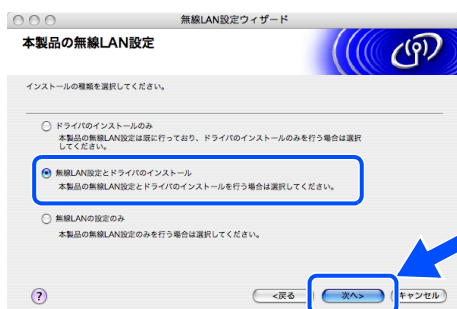 無線LAN設定ウィザード
本製品の無線LAN設定
インストールの種類を選択してください。
ドライバのインストールのみ
本製品の無線LAN設定は既に行っており、ドライバのインストールのみを行う場合は選択
してください。
無線LAN設定とドライバのインストール
本製品の無線LAN設定とドライバのインストールを行う場合は選択してください。
無線LANの設定のみ
本製品の無線LAN設定のみを行う場合は選択してください。
?
<戻る 次へ> キャンセル